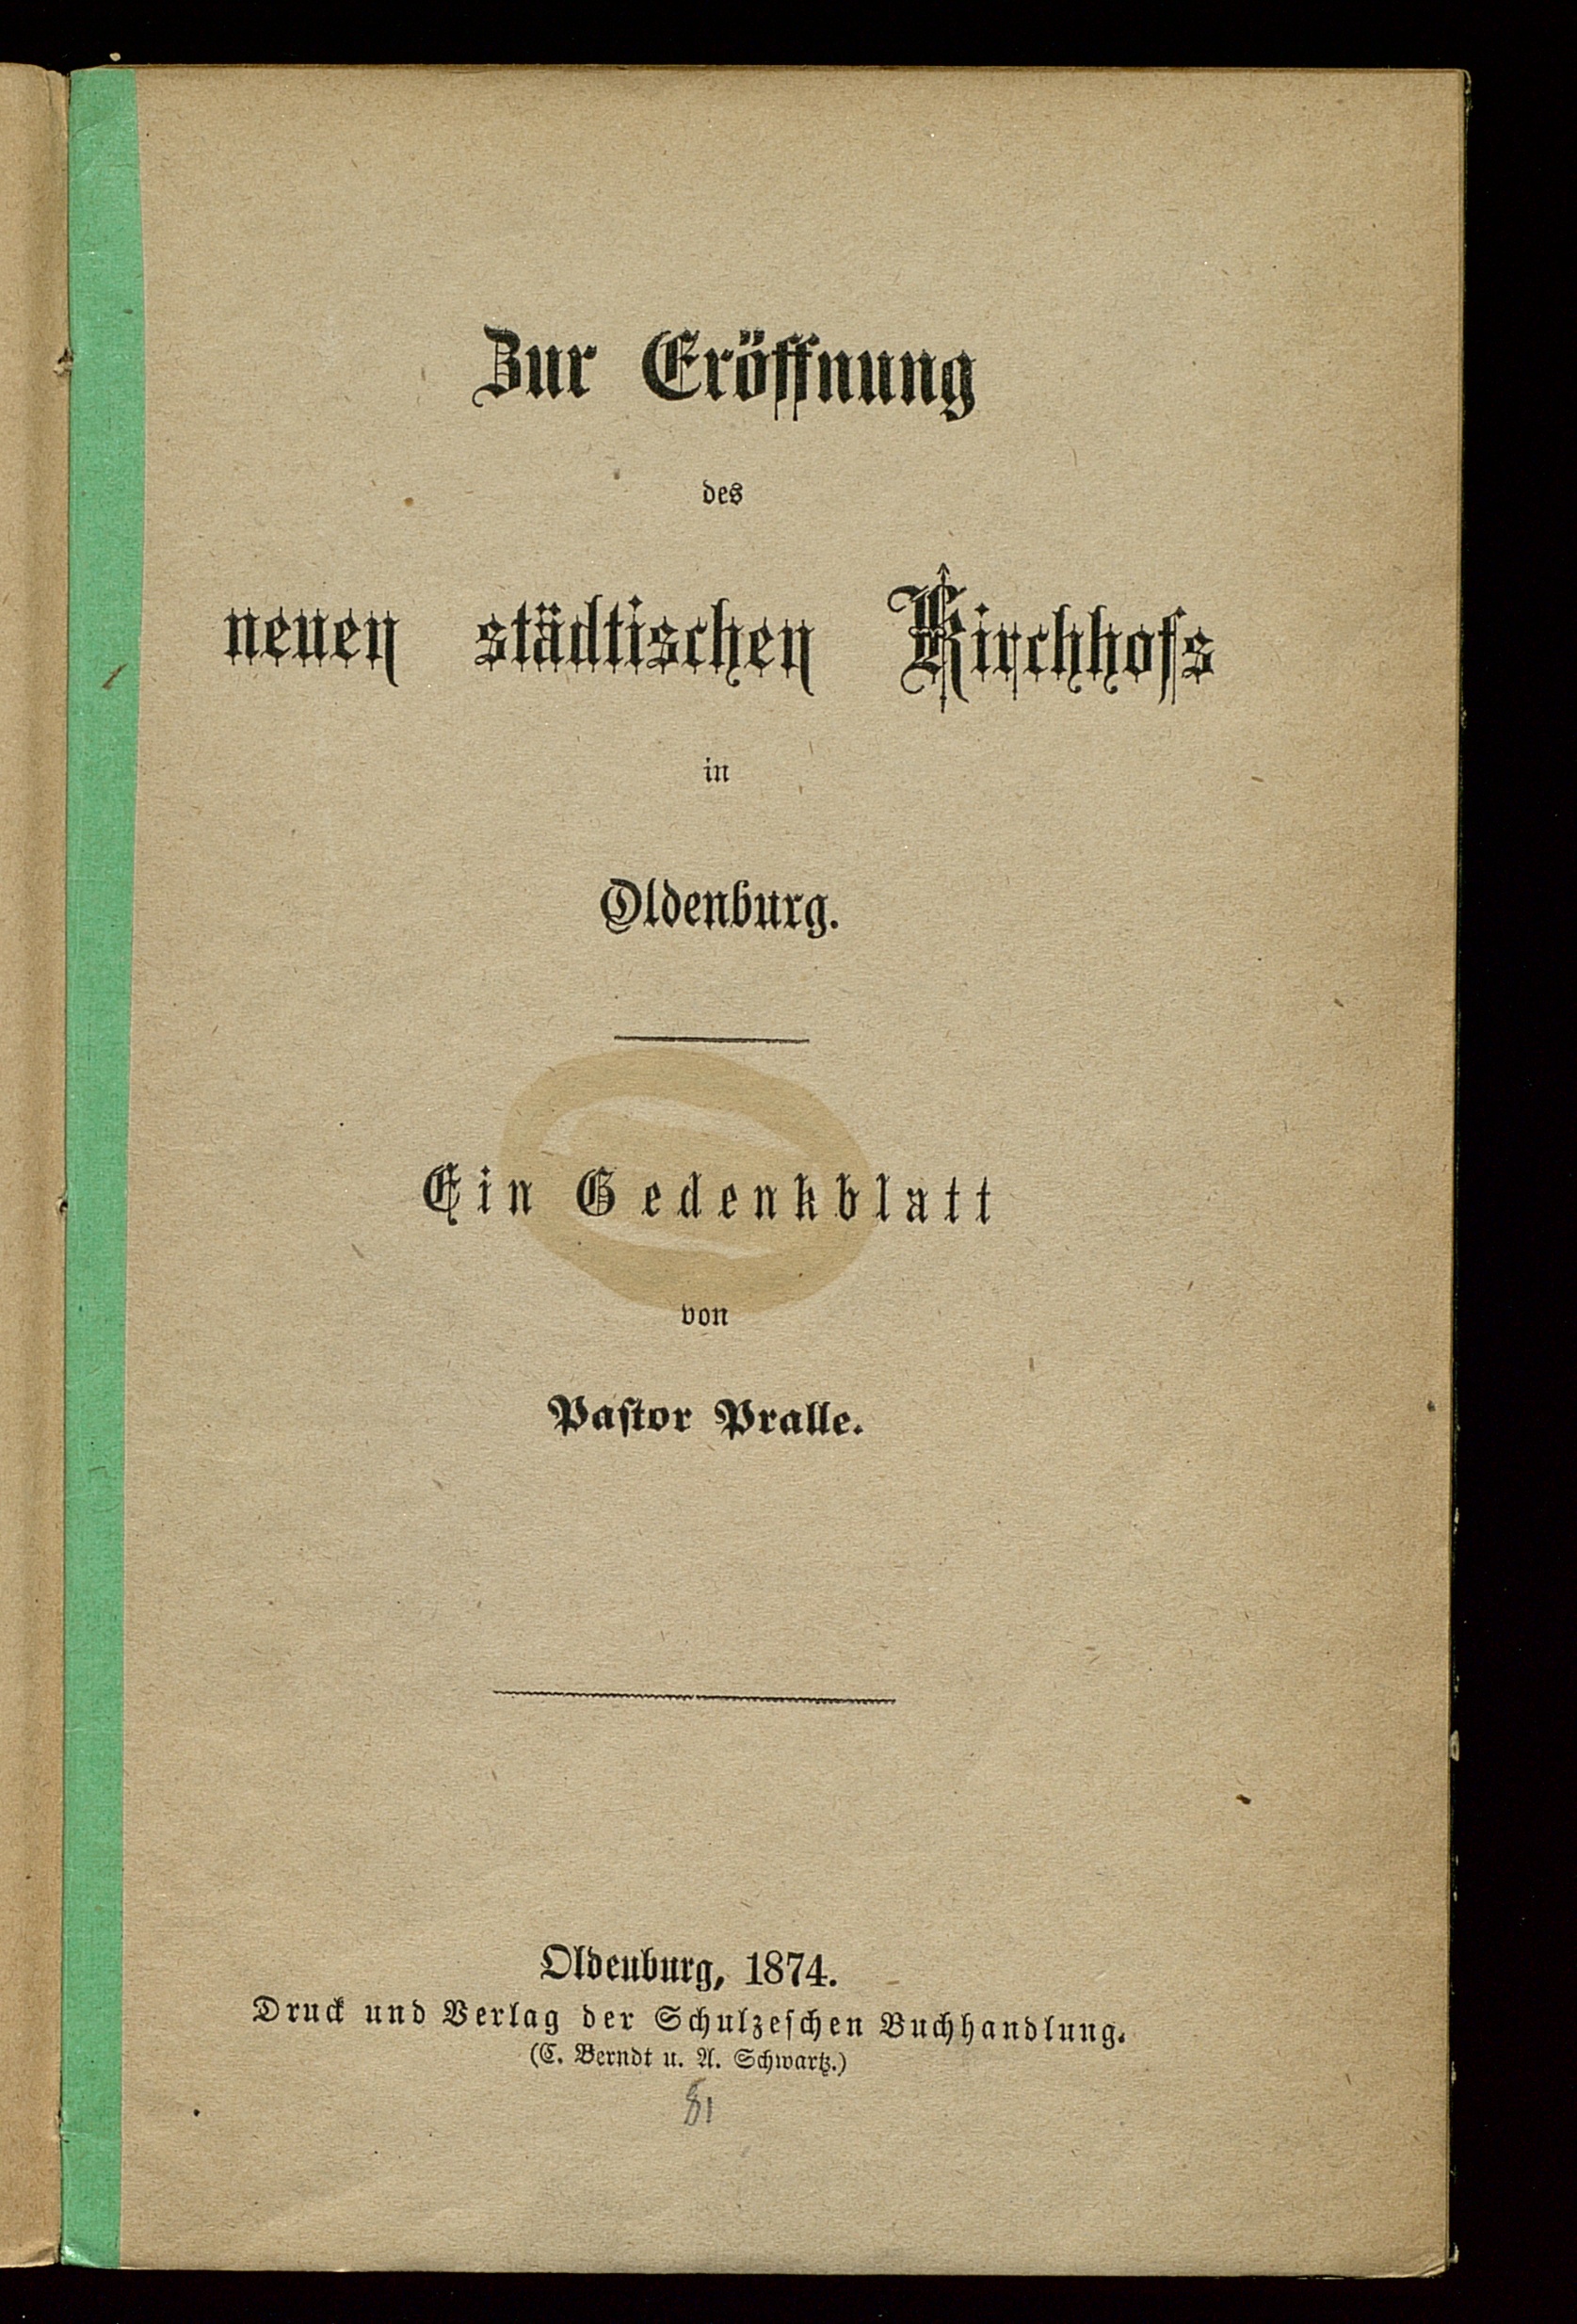 Zur Eröffnung
des
neuen städtischen Kirchhofs
in
Oldenburg.
Ein Gedenkblatt
von
Paſtor Pralle.
Oldenburg, 1874.
Druck und Verlag der Schulzeſchen Buchhandlung.
(C. Berndt u. A. Schwartz.)
81